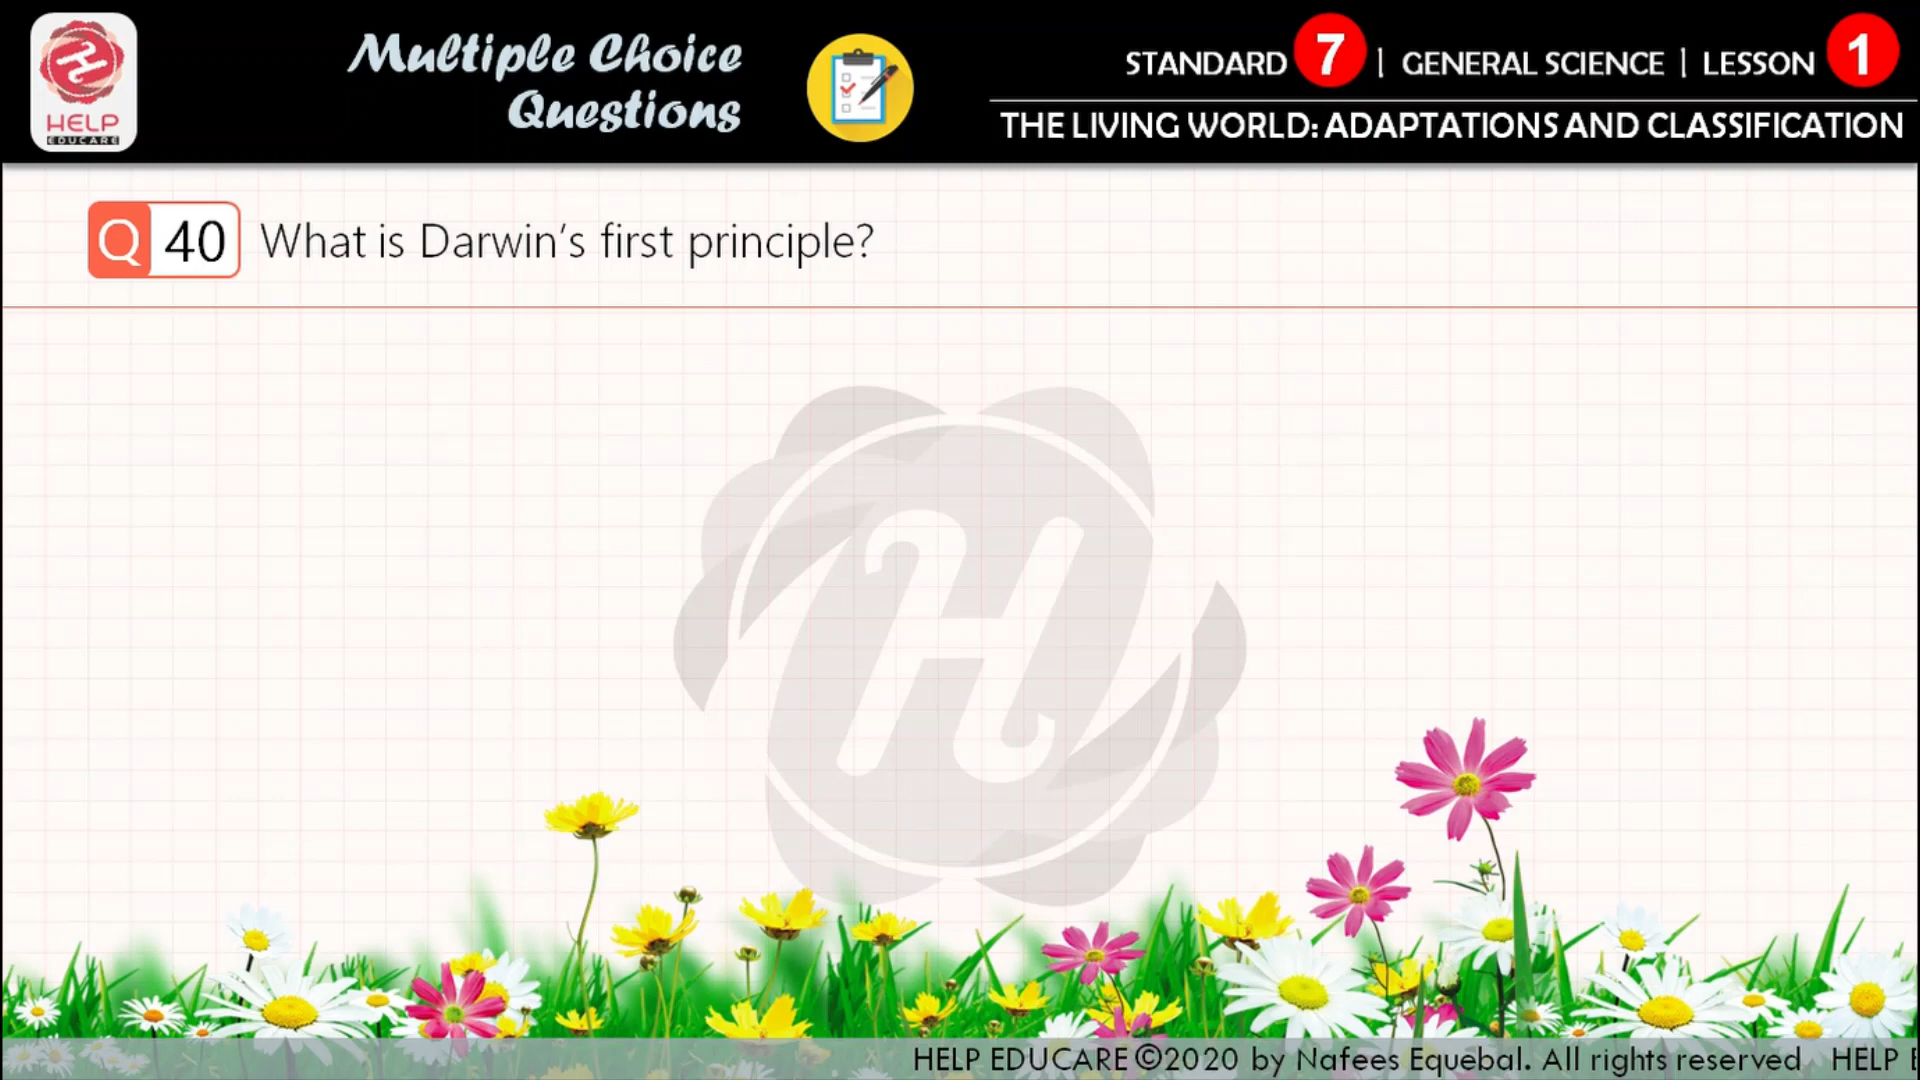 HELP
EDUCARE
Multiple Choice
Questions
STANDARD 7 | GENERAL SCIENCE | LESSON 1
THE LIVING WORLD: ADAPTATIONS AND CLASSIFICATION
Q 40 What is Darwin’s first principle?
H
HELP EDUCARE ©2020 by Nafees Equebal. All rights reserved HELP E